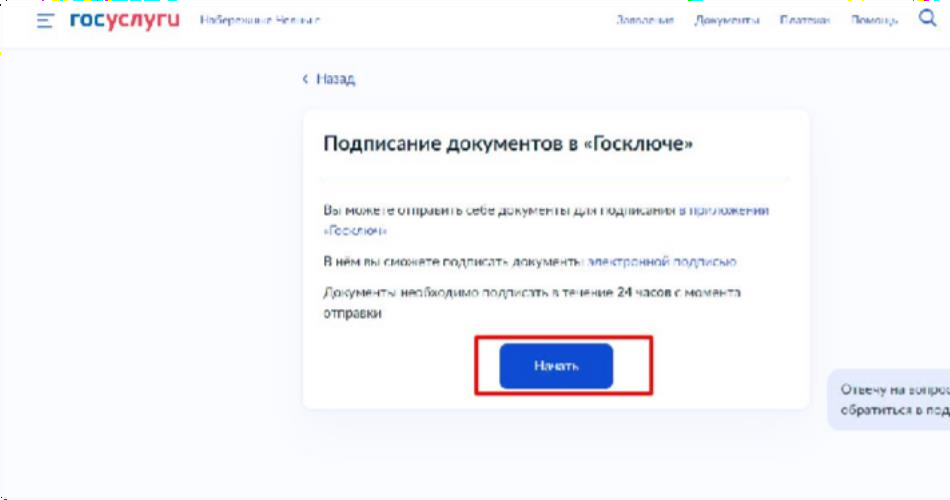 госуслуги Набережные Челны Заявления Документы Платежи Помощь
Назад
Подписание документов в «Госключе»
Вы можете отправить себе документы для подписания в приложении
«Госключ»
В нём вы сможете подписать документы электронной подписью
Документы необходимо подписать в течение 24 часов с момента
отправки
Начать
Отвечу на вопрос
обратиться в под